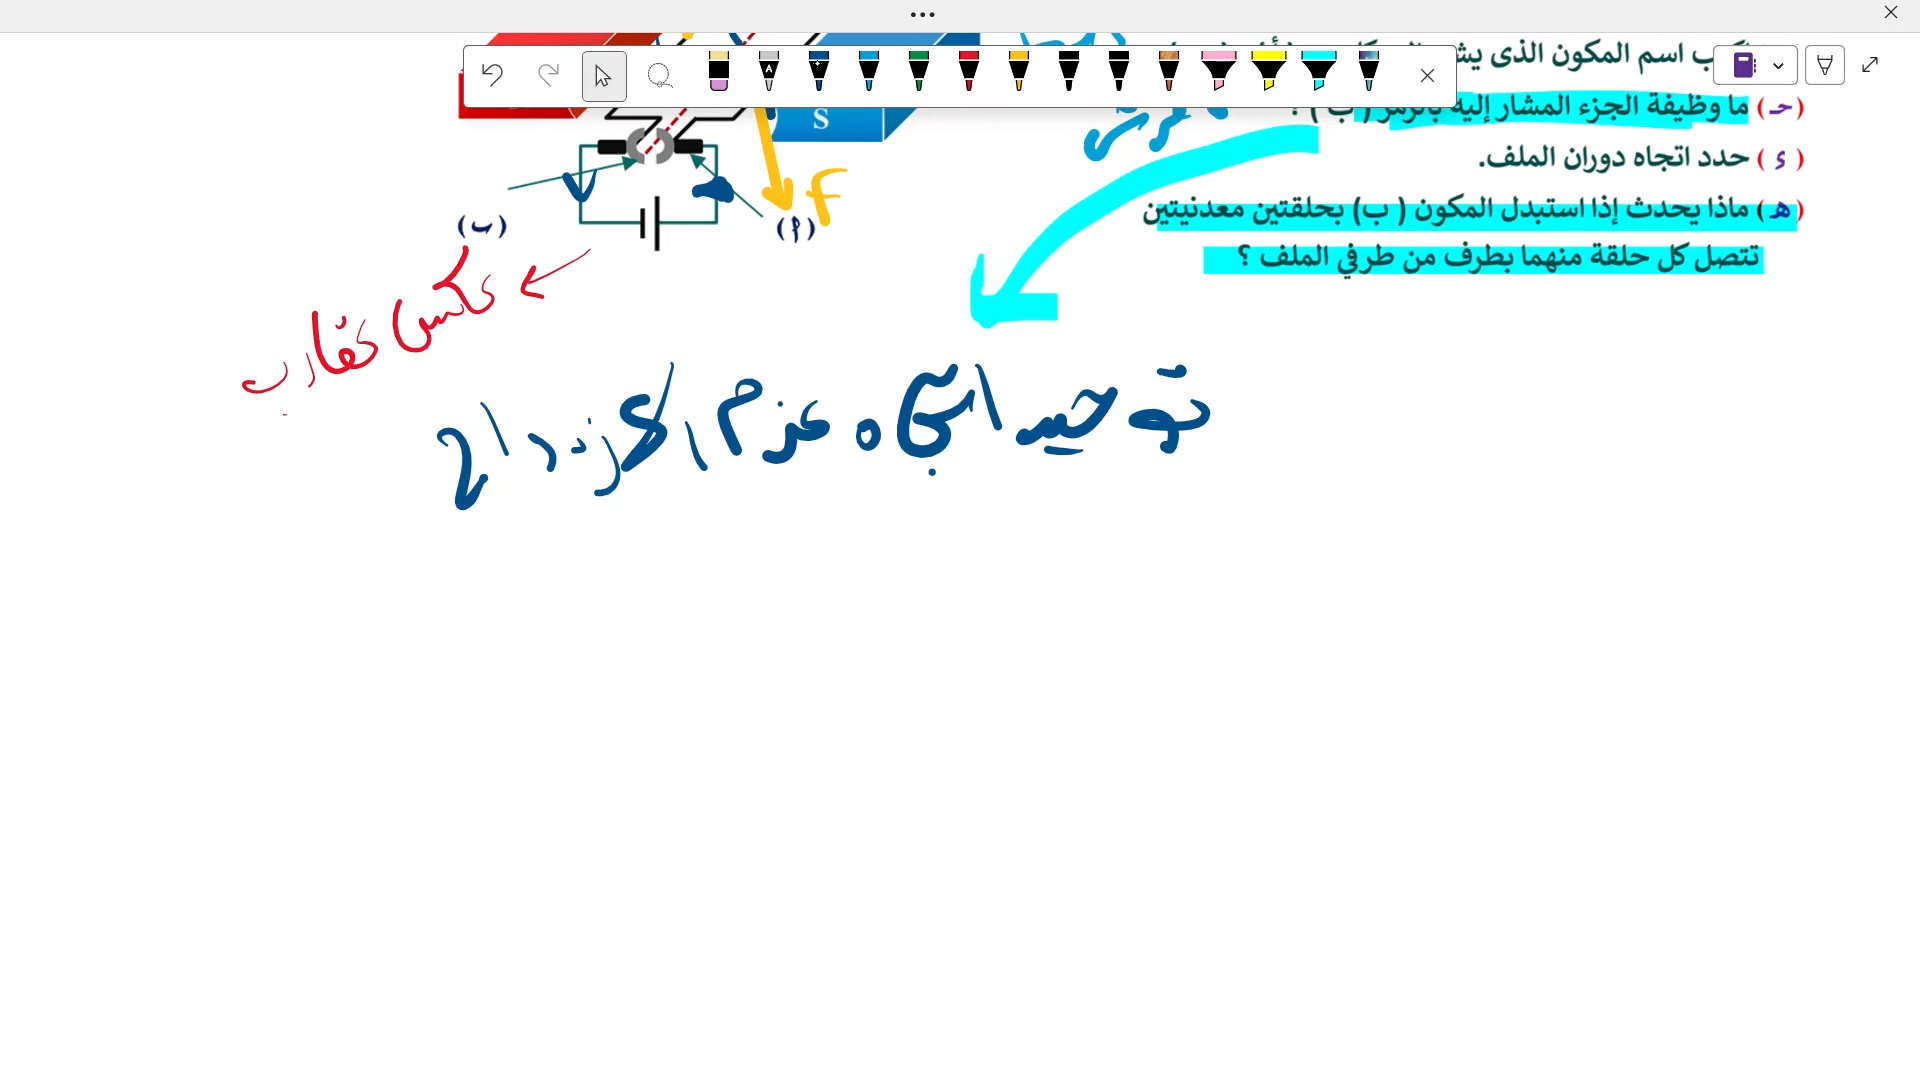 اسم المكون الذى
(حـ) ما وظيفة الجزء المشار إليه بالرمز (ب) ؟
(ء) حدد اتجاه دوران الملف.
(هـ) ماذا يحدث إذا استبدل المكون (ب) بحلقتين معدنيتين
تتصل كل حلقة منهما بطرف من طرفي الملف ؟
S
F
(ب)
(أ)
عكس عقارب
توحيد اتجاه عزم الازدواج
A